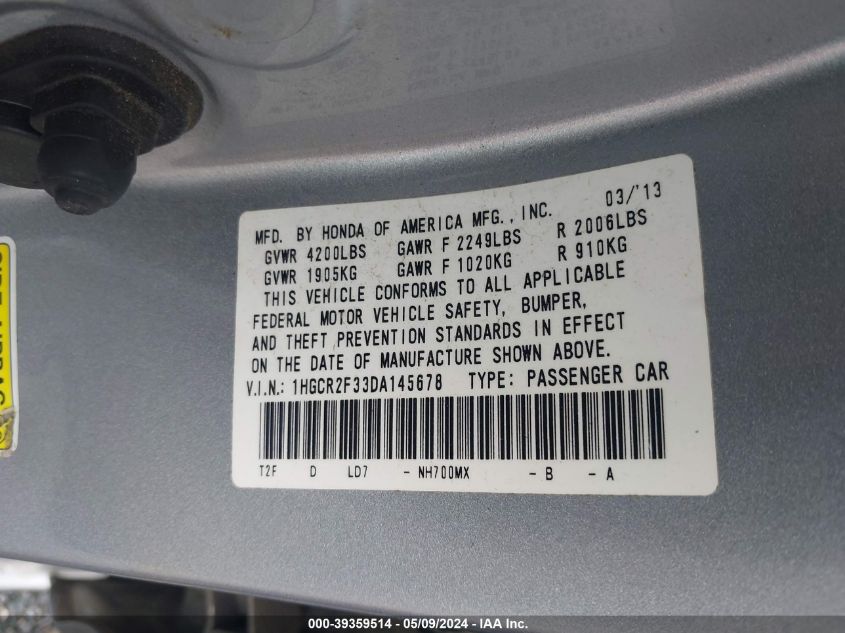 MFD. BY HONDA OF AMERICA MFG., INC. 03/'13
GVWR 4200LBS GAWR F 2249LBS R 2006LBS
GVWR 1905KG GAWR F 1020KG R 910KG
THIS VEHICLE CONFORMS TO ALL APPLICABLE
FEDERAL MOTOR VEHICLE SAFETY, BUMPER,
AND THEFT PREVENTION STANDARDS IN EFFECT
ON THE DATE OF MANUFACTURE SHOWN ABOVE.
V.I.N.: 1HGCR2F33DA145678 TYPE: PASSENGER CAR
T2F D LD7 - NH700MX - B - A
000-39359514 - 05/09/2024 - IAA Inc.